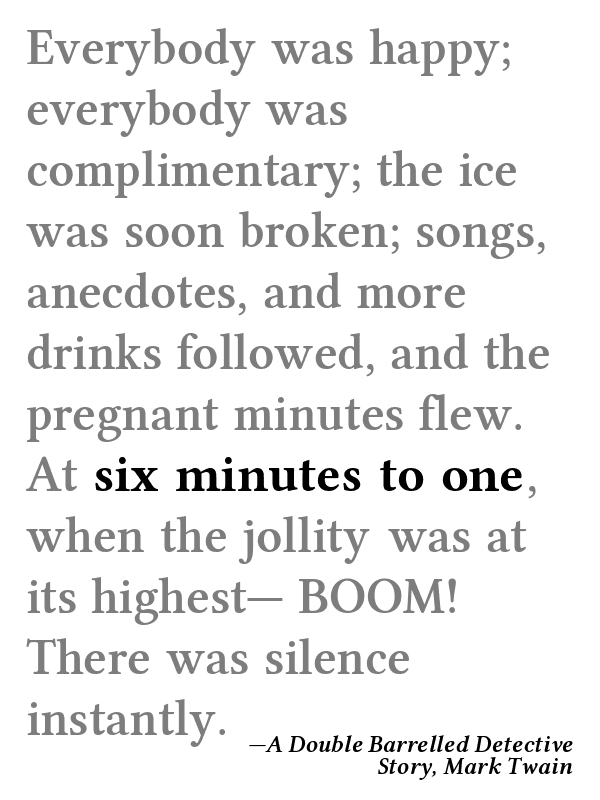 Everybody was happy;
everybody was
complimentary; the ice
was soon broken; songs,
anecdotes, and more
drinks followed, and the
pregnant minutes flew.
At six minutes to one,
when the jollity was at
its highest— BOOM!
There was silence
instantly.
—A Double Barrelled Detective
Story, Mark Twain